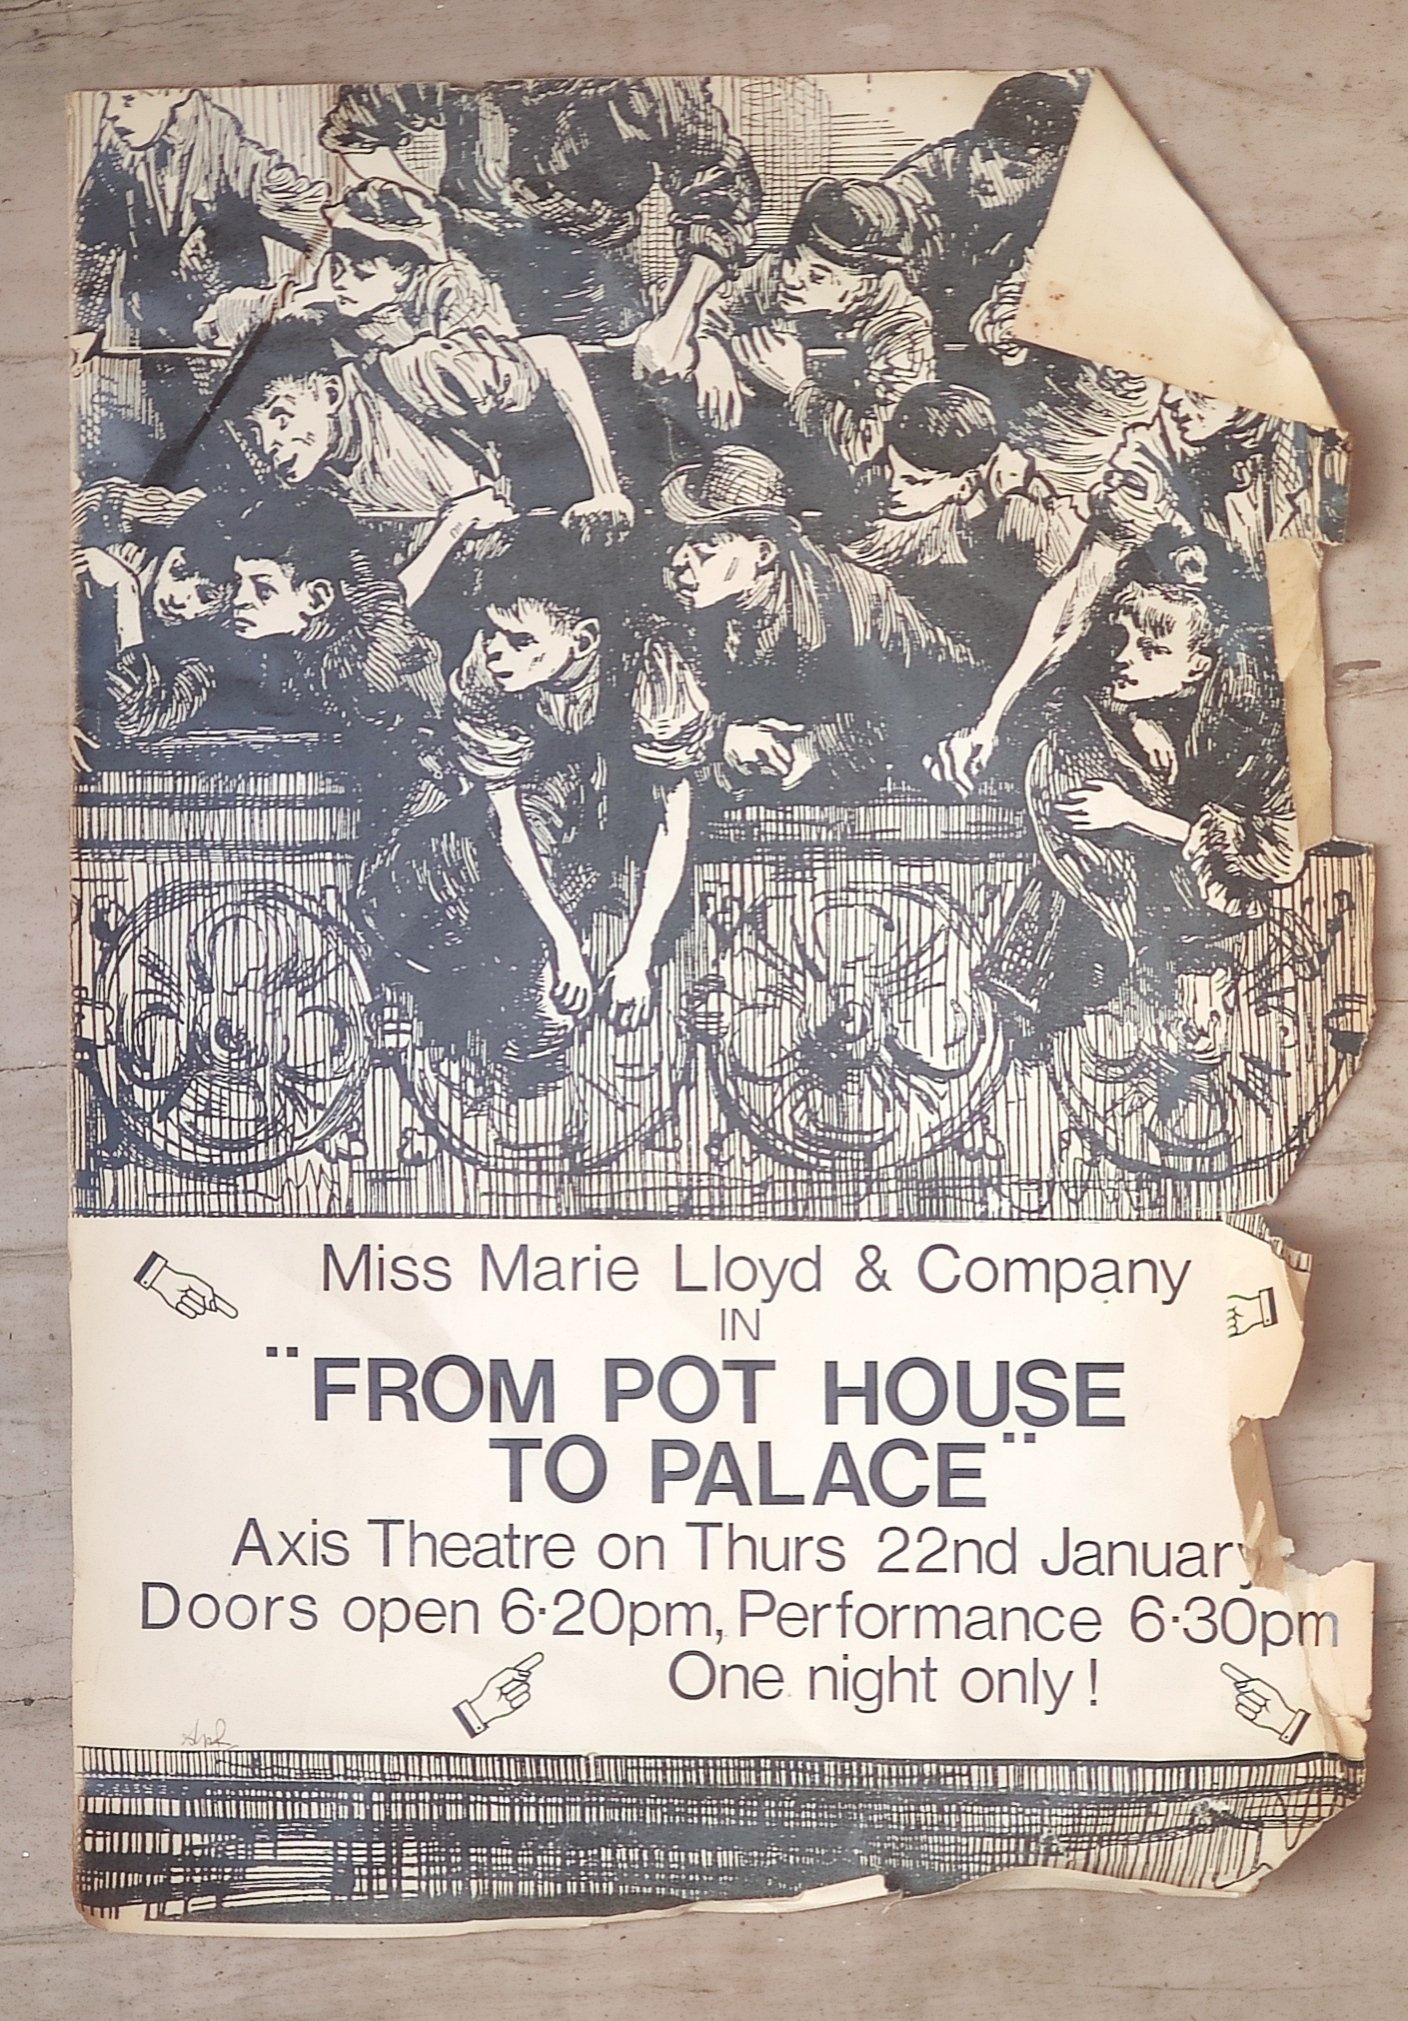 Miss Marie Lloyd & Company
IN
¨FROM POT HOUSE
TO PALACE¨
Axis Theatre on Thurs 22nd January
Doors open 6·20pm, Performance 6·30pm
One night only!